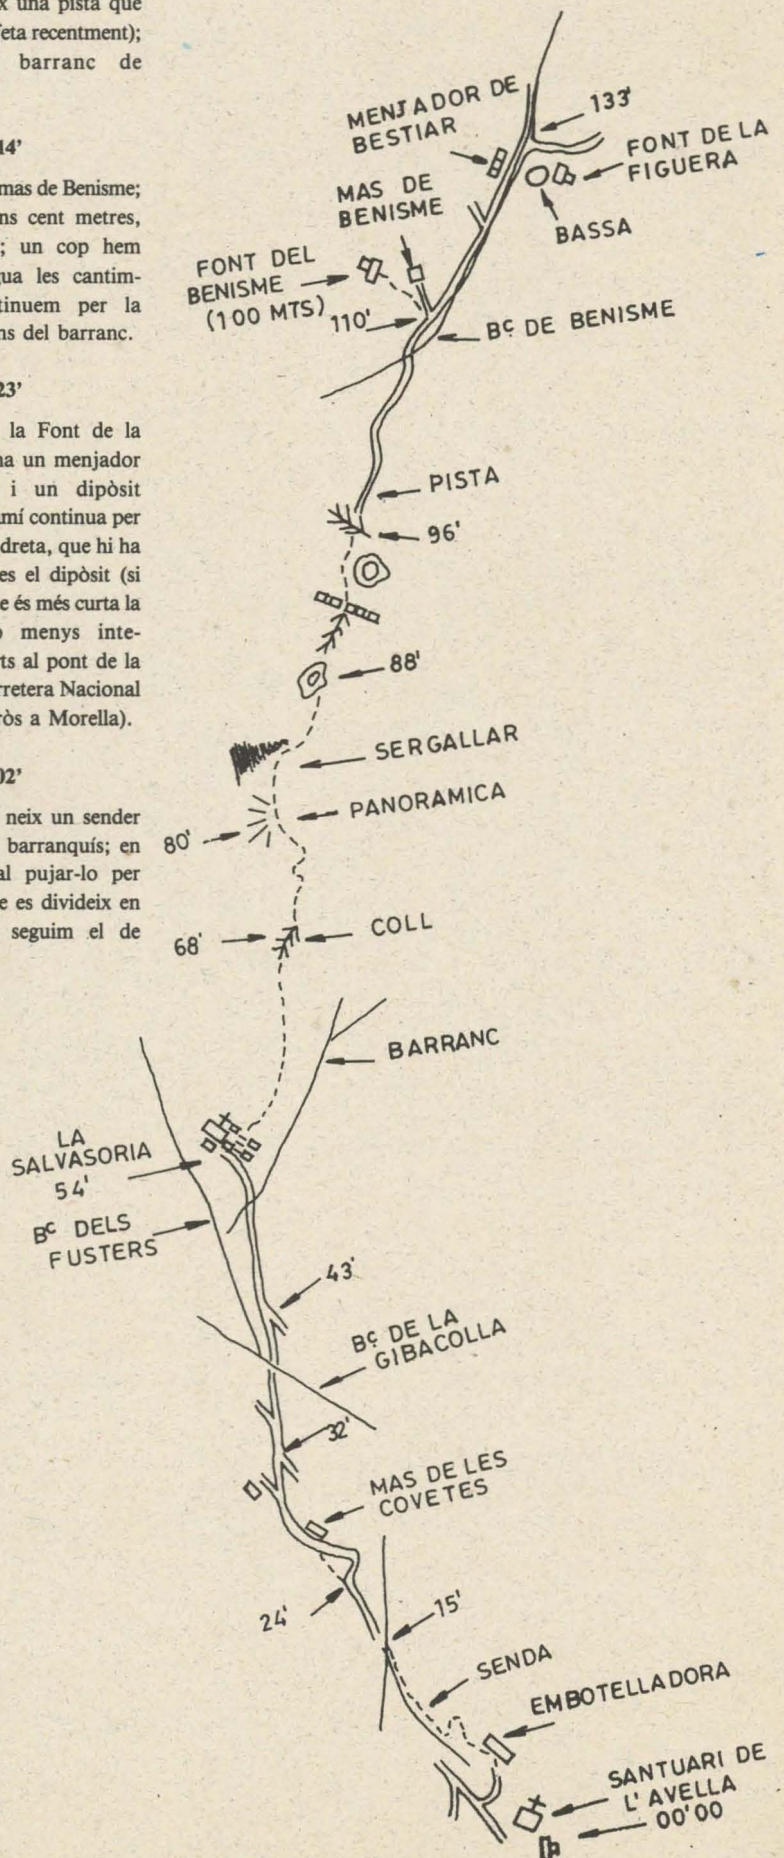 x una pista que
feta recentment);
barranc de
14'
mas de Benisme;
ns cent metres,
; un cop hem
gua les cantim-
tinuem per la
ns del barranc.
23'
la Font de la
na un menjador
i un dipòsit
mí continua per
dreta, que hi ha
es el dipòsit (si
e és més curta la
menys inte-
ts al pont de la
rretera Nacional
ròs a Morella).
02'
neix un sender
barranquís; en
al pujar-lo per
e es divideix en
seguim el de
MENJADOR DE
BESTIAR
133'
FONT DE LA
FIGUERA
MAS DE
BENISME
BASSA
FONT DEL
BENISME
(100 MTS)
110'
Bç DE BENISME
PISTA
96'
88'
SERGALLAR
PANORAMICA
80'
COLL
68'
BARRANC
LA
SALVASORIA
54'
Bç DELS
FUSTERS
43'
Bç DE LA
GIBACOLLA
32'
MAS DE LES
COVETES
24'
15'
SENDA
EMBOTELLADORA
SANTUARI DE
L'AVELLA
00'00